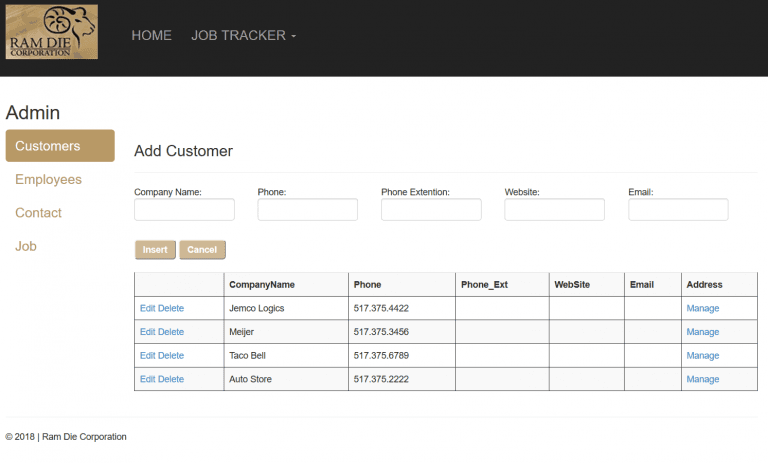 RAM DIE
CORPORATION
HOME JOB TRACKER
Admin
Customers
Employees
Contact
Job
Add Customer
Company Name: Phone: Phone Extention: Website: Email:
Insert Cancel
CompanyName Phone Phone_Ext WebSite Email Address
Edit Delete Jemco Logics 517.375.4422 Manage
Edit Delete Meijer 517.375.3456 Manage
Edit Delete Taco Bell 517.375.6789 Manage
Edit Delete Auto Store 517.375.2222 Manage
© 2018 | Ram Die Corporation